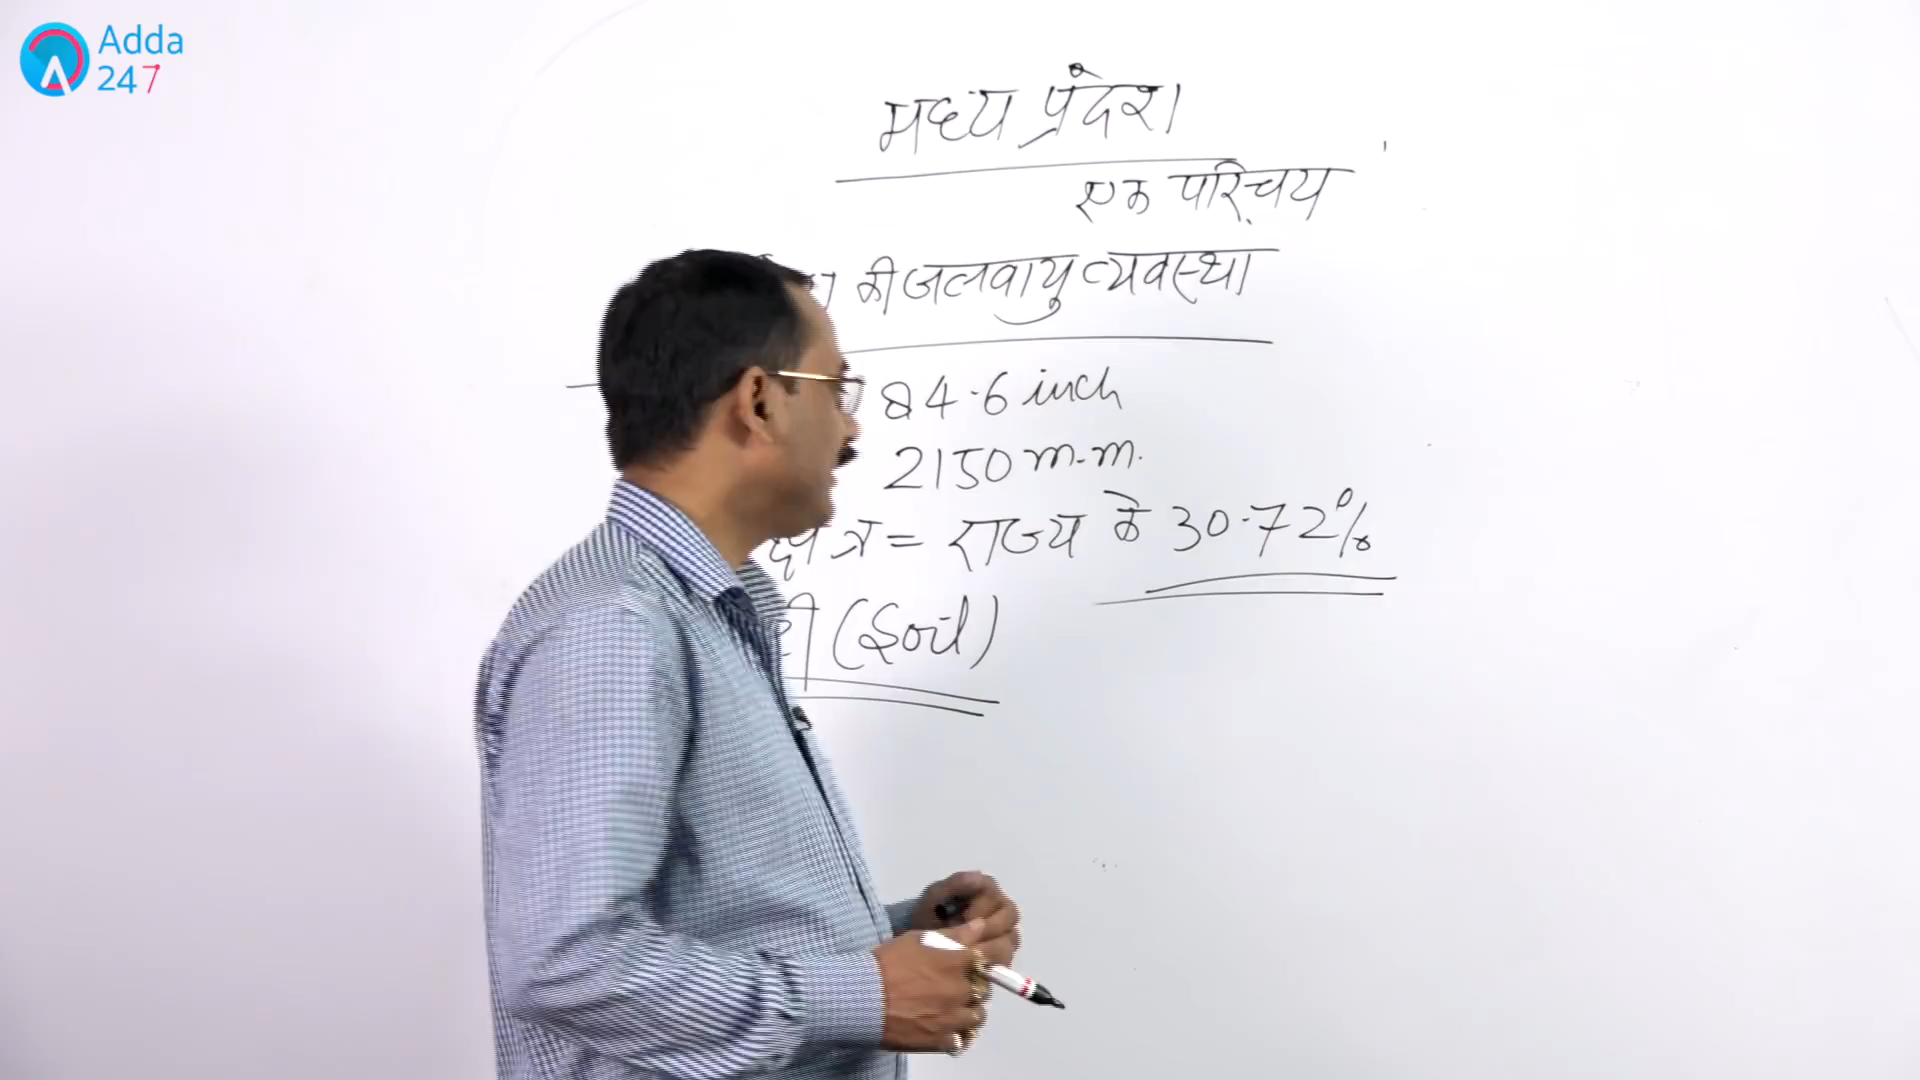 Adda
247
मध्य प्रदेश
एक परिचय
की जलवायु व्यवस्था
84.6 inch
2150 m.m.
क्षेत्र = राज्य के 30.72%
(Soil)